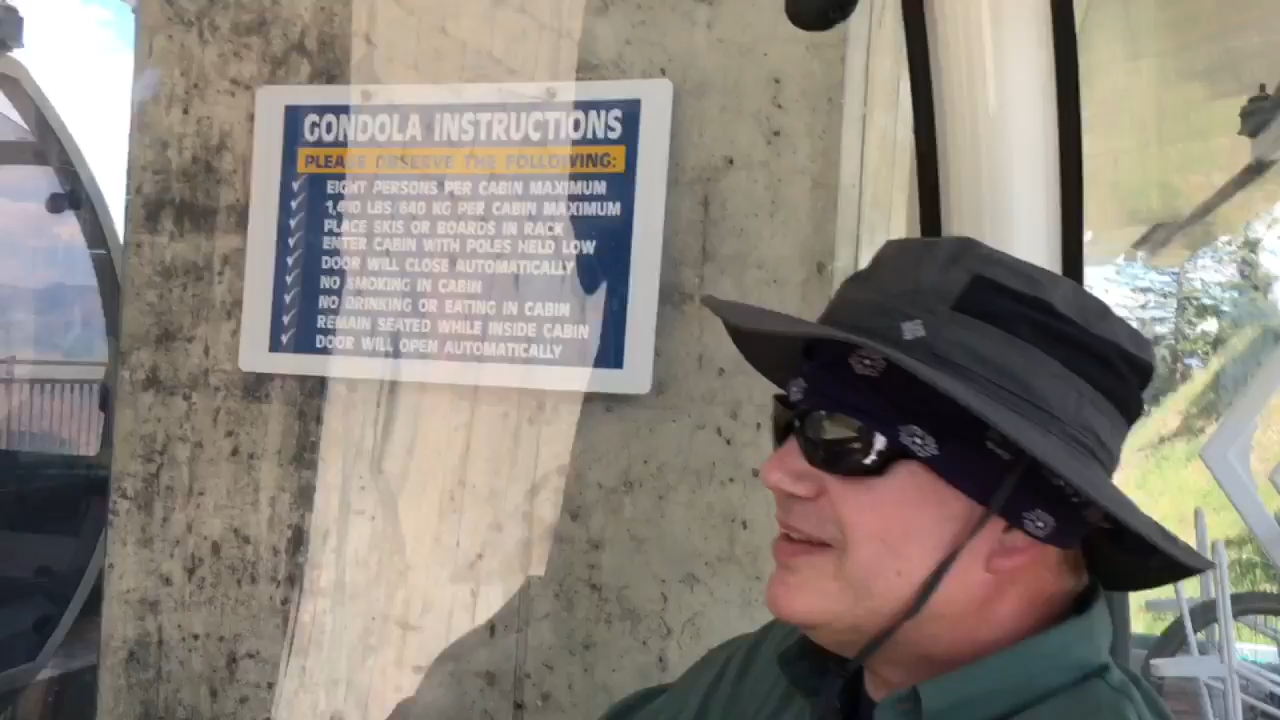 GONDOLA INSTRUCTIONS
PLEASE OBSERVE THE FOLLOWING:
✓ EIGHT PERSONS PER CABIN MAXIMUM
✓ 1,410 LBS/640 KG PER CABIN MAXIMUM
✓ PLACE SKIS OR BOARDS IN RACK
✓ ENTER CABIN WITH POLES HELD LOW
✓ DOOR WILL CLOSE AUTOMATICALLY
✓ NO SMOKING IN CABIN
✓ NO DRINKING OR EATING IN CABIN
✓ REMAIN SEATED WHILE INSIDE CABIN
✓ DOOR WILL OPEN AUTOMATICALLY